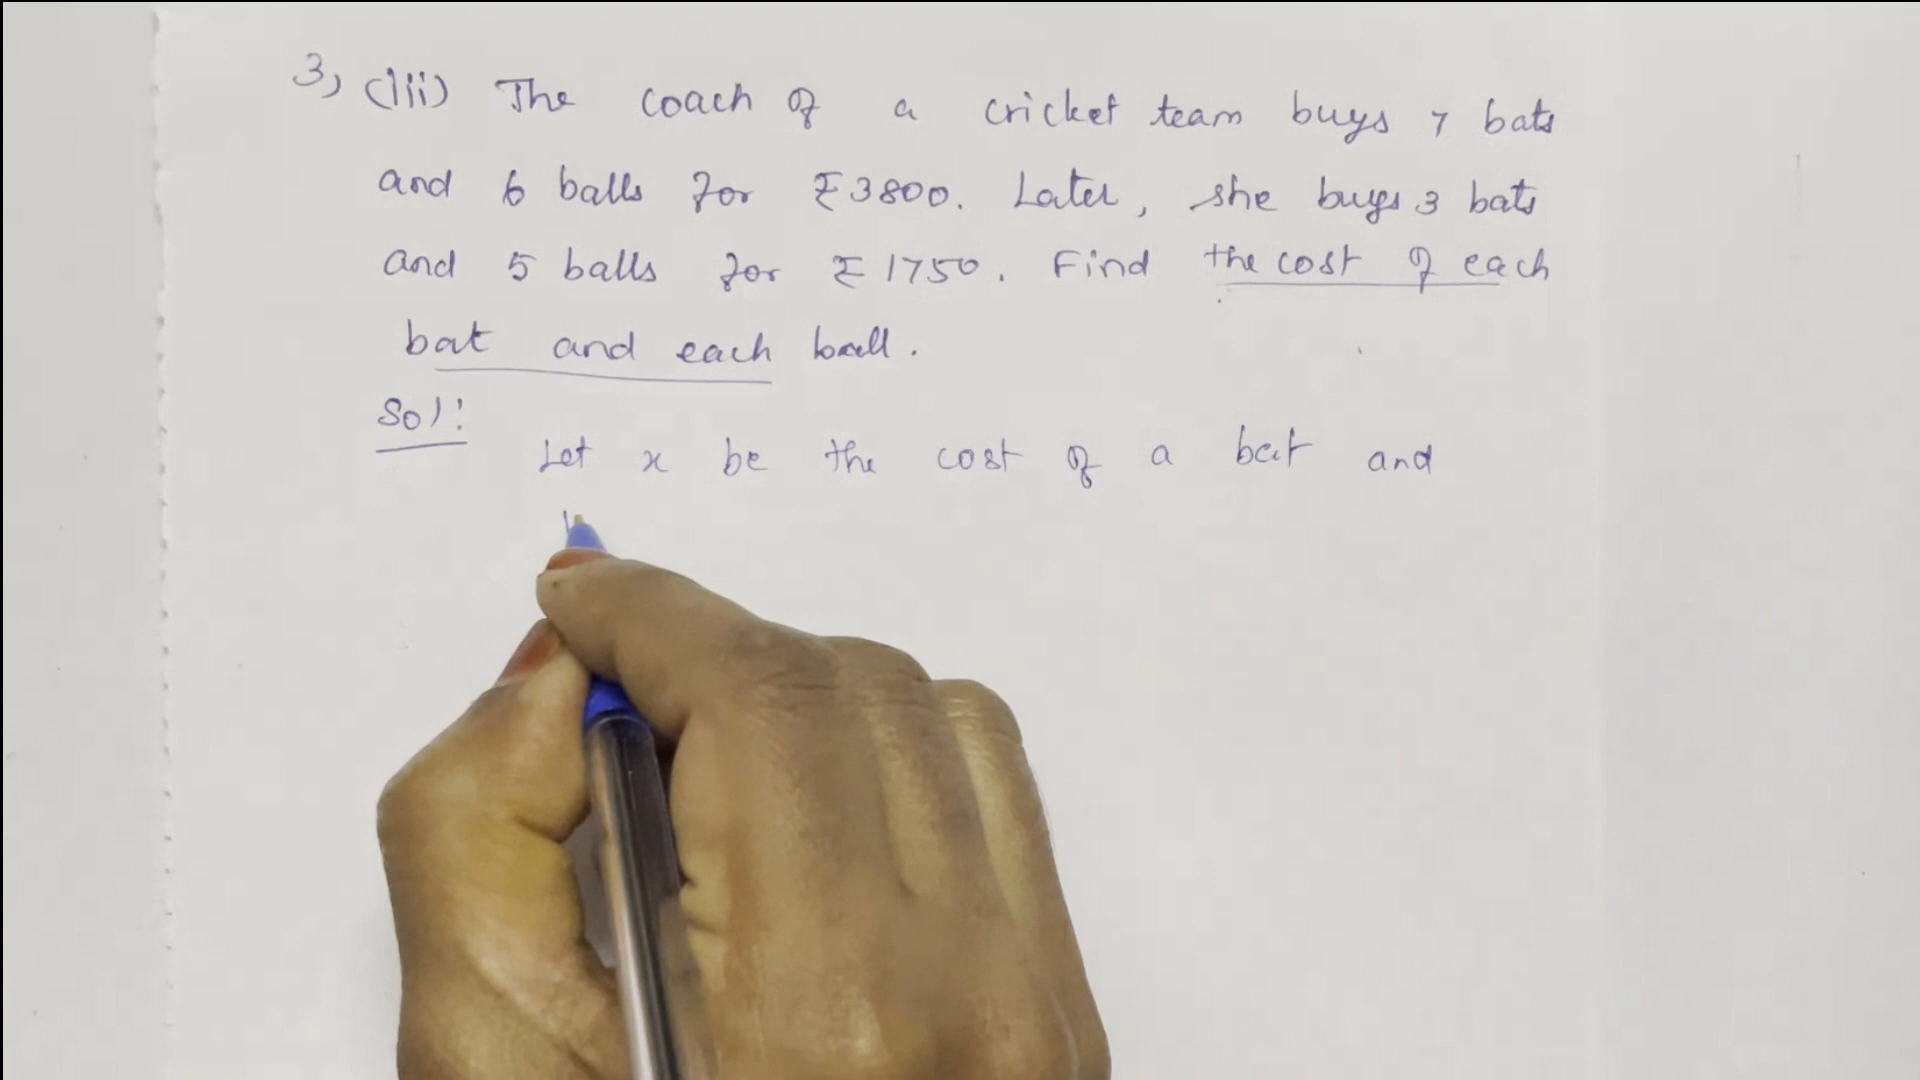 3, (iii) The coach of a cricket team buys 7 bats
and 6 balls for ₹3800. Later, she buys 3 bats
and 5 balls for ₹1750. Find the cost of each
bat and each ball.
Sol:
Let x be the cost of a bat and